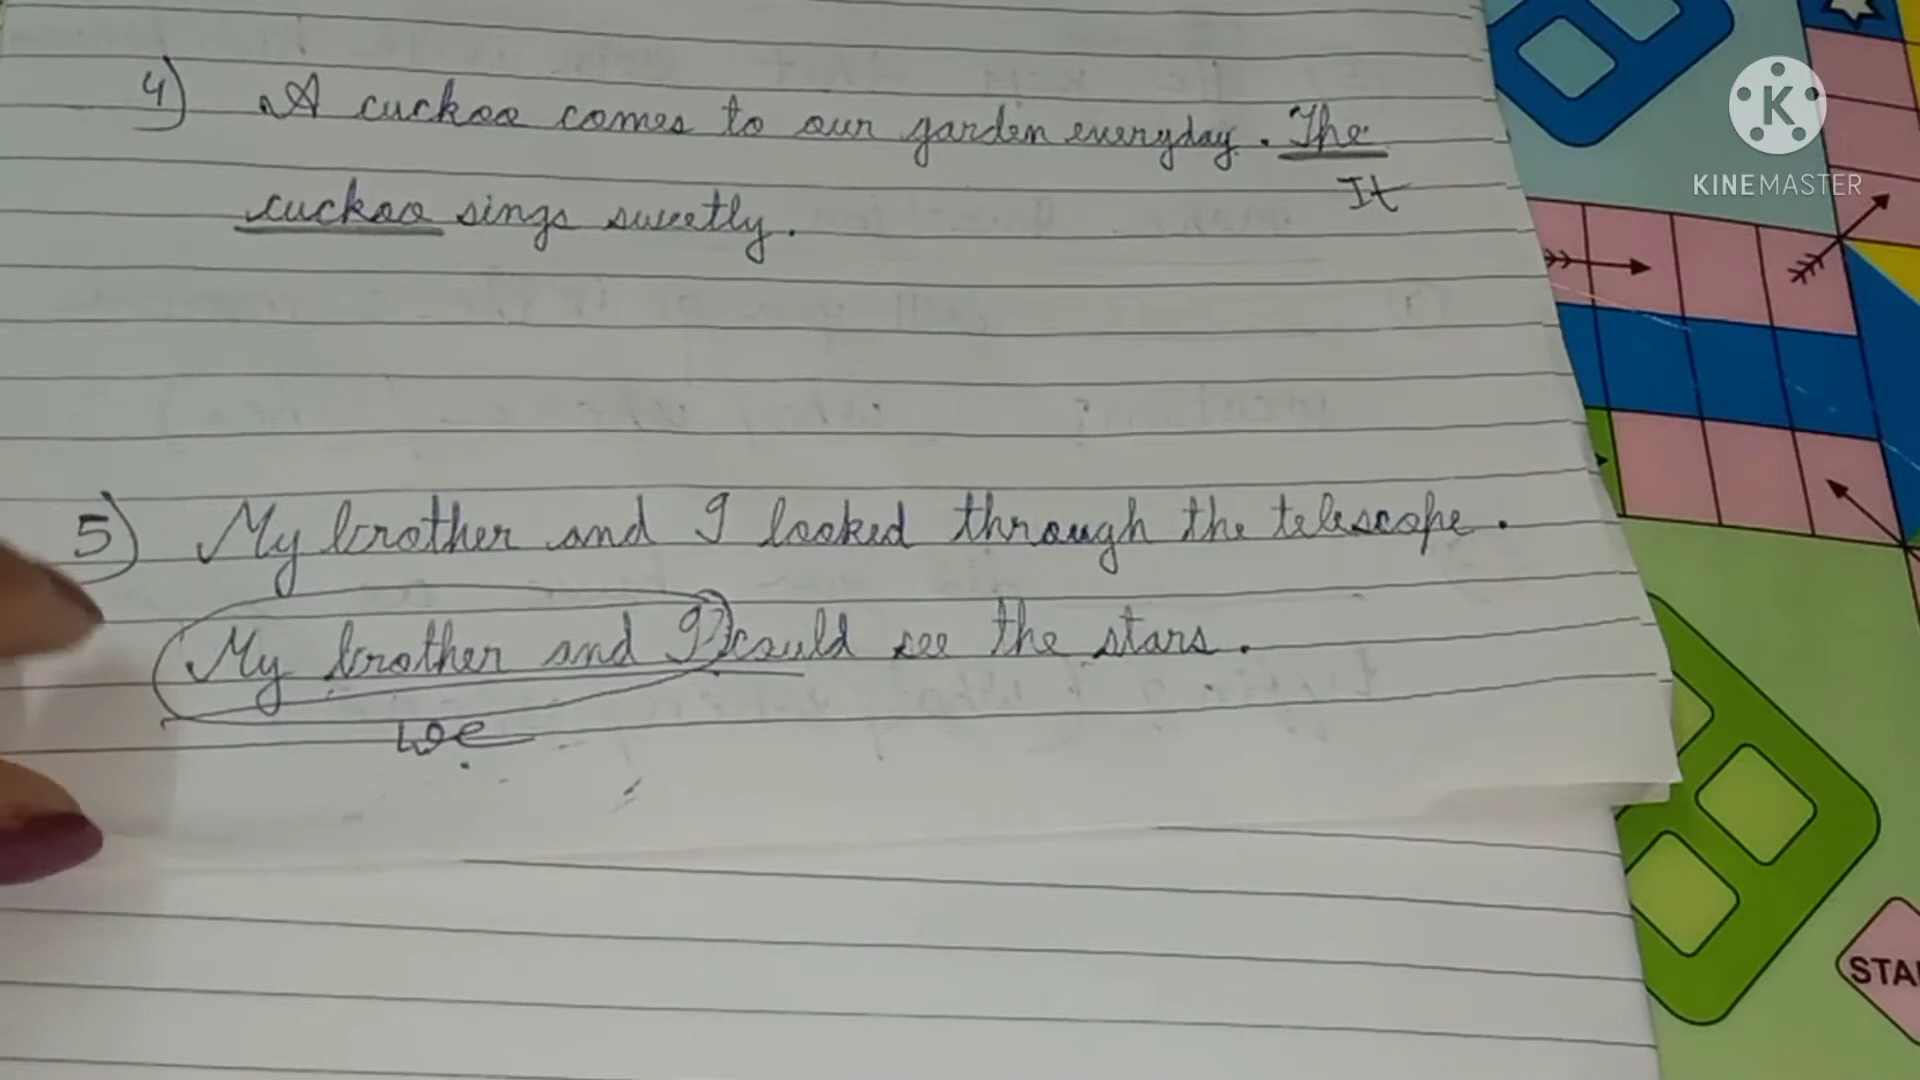 4) A cuckoo comes to our garden everyday. The
It
cuckoo sings sweetly.
5) My brother and I looked through the telescope.
My brother and I could see the stars.
we
K
KINEMASTER
STA